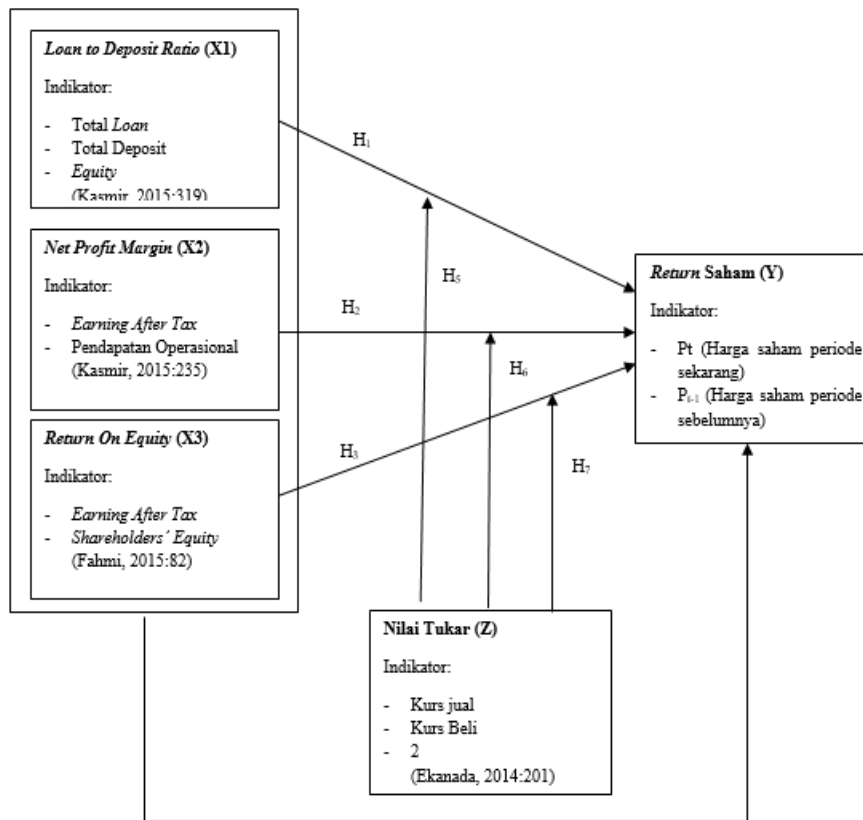 Loan to Deposit Ratio (X1)
Indikator:
- Total Loan
- Total Deposit
- Equity
(Kasmir, 2015:319)
Net Profit Margin (X2)
Indikator:
- Earning After Tax
- Pendapatan Operasional
(Kasmir, 2015:235)
Return On Equity (X3)
Indikator:
- Earning After Tax
- Shareholders´ Equity
(Fahmi, 2015:82)
H₁
H₅
H₂
H₆
H₃
H₇
Return Saham (Y)
Indikator:
- Pt (Harga saham periode
sekarang)
- Pₜ₋₁ (Harga saham periode
sebelumnya)
Nilai Tukar (Z)
Indikator:
- Kurs jual
- Kurs Beli
- 2
(Ekanada, 2014:201)